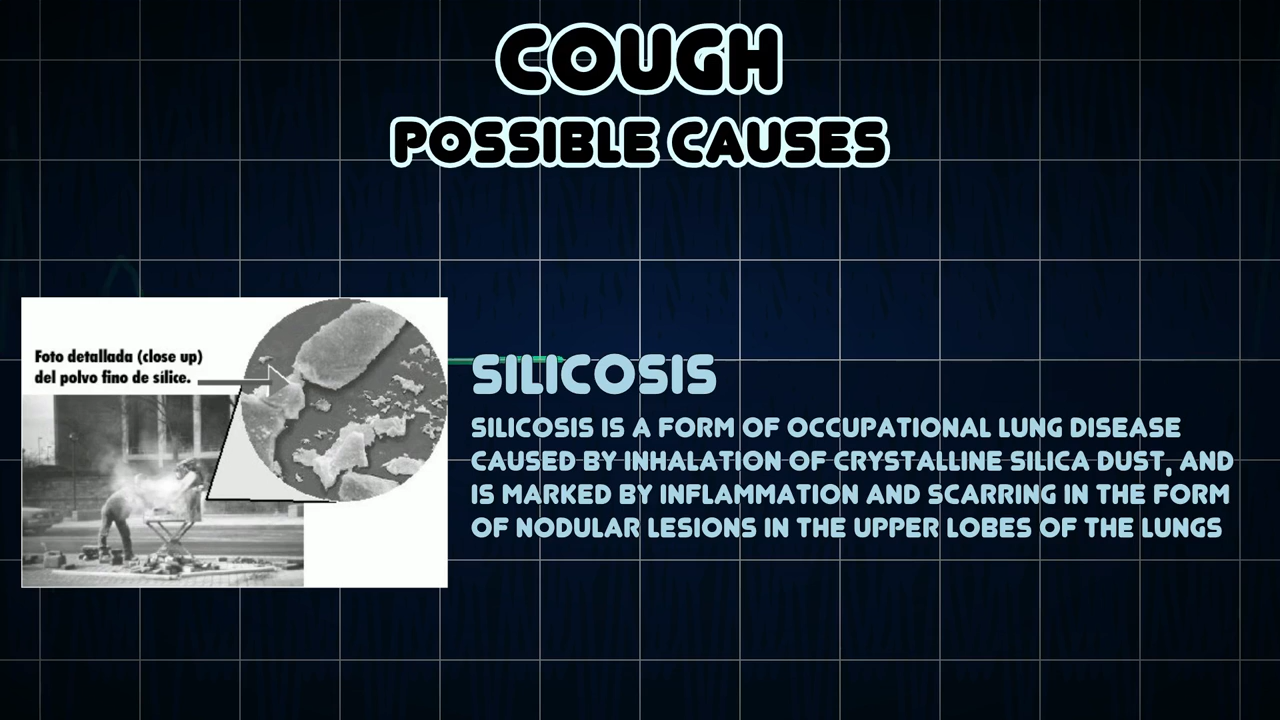 COUGH
POSSIBLE CAUSES
Foto detallada (close up)
del polvo fino de sílice.
SILICOSIS
SILICOSIS IS A FORM OF OCCUPATIONAL LUNG DISEASE
CAUSED BY INHALATION OF CRYSTALLINE SILICA DUST, AND
IS MARKED BY INFLAMMATION AND SCARRING IN THE FORM
OF NODULAR LESIONS IN THE UPPER LOBES OF THE LUNGS